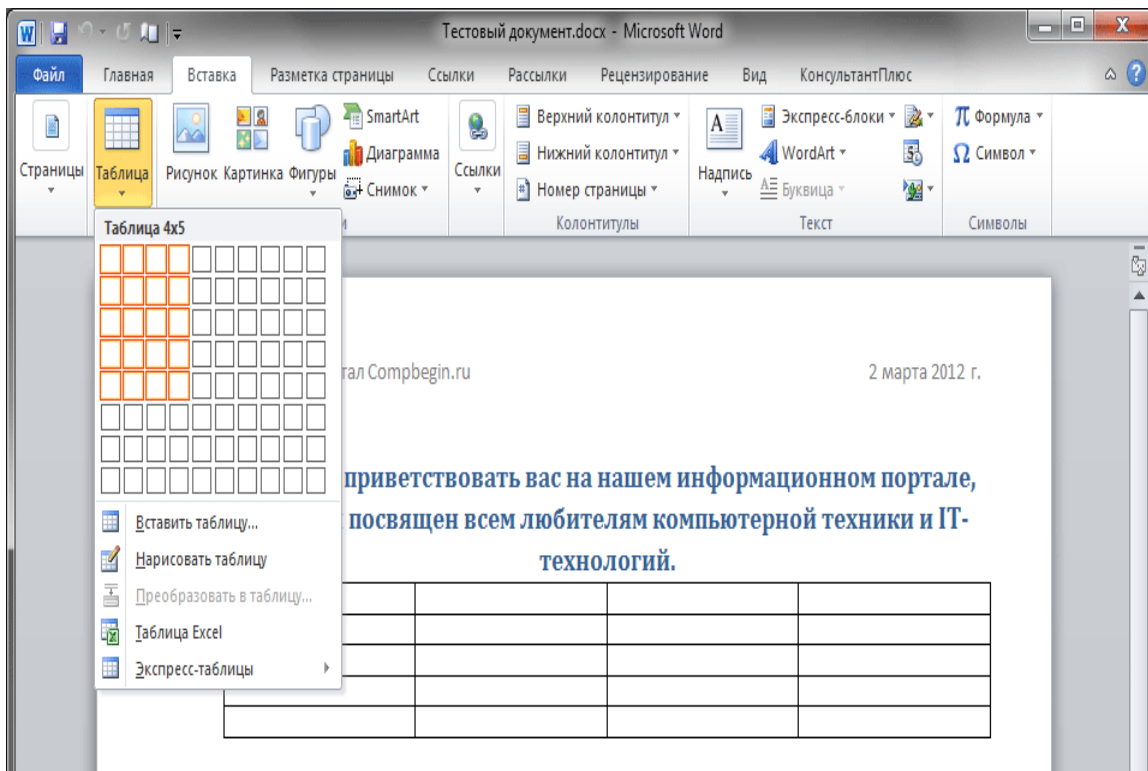 Тестовый документ.docx - Microsoft Word
Файл Главная Вставка Разметка страницы Ссылки Рассылки Рецензирование Вид КонсультантПлюс
Страницы
Таблица
Рисунок Картинка Фигуры
SmartArt
Диаграмма
Снимок
Ссылки
Верхний колонтитул
Нижний колонтитул
Номер страницы
Колонтитулы
Надпись
Экспресс-блоки
WordArt
Буквица
Текст
Формула
Символ
Символы
Таблица 4x5
Вставить таблицу...
Нарисовать таблицу
Преобразовать в таблицу...
Таблица Excel
Экспресс-таблицы
Compbegin.ru 2 марта 2012 г.
приветствовать вас на нашем информационном портале,
посвящен всем любителям компьютерной техники и IT-
технологий.